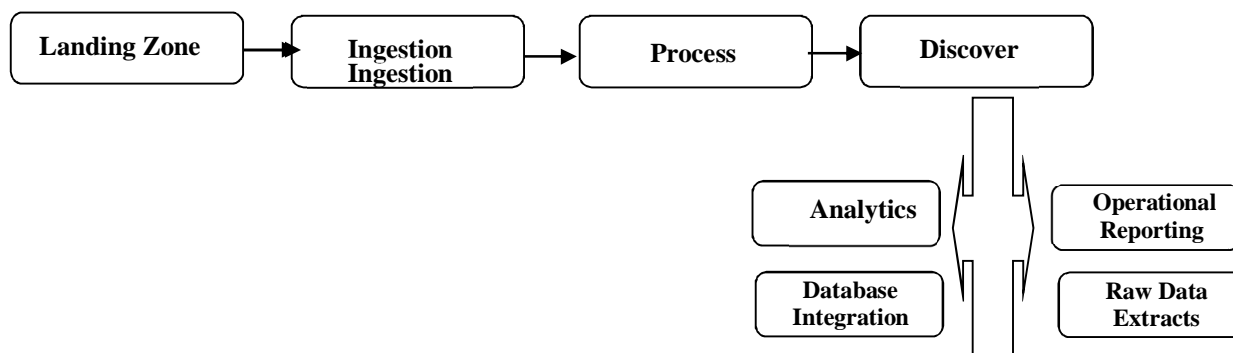 Landing Zone
Ingestion
Ingestion
Process
Discover
Analytics
Operational
Reporting
Database
Integration
Raw Data
Extracts